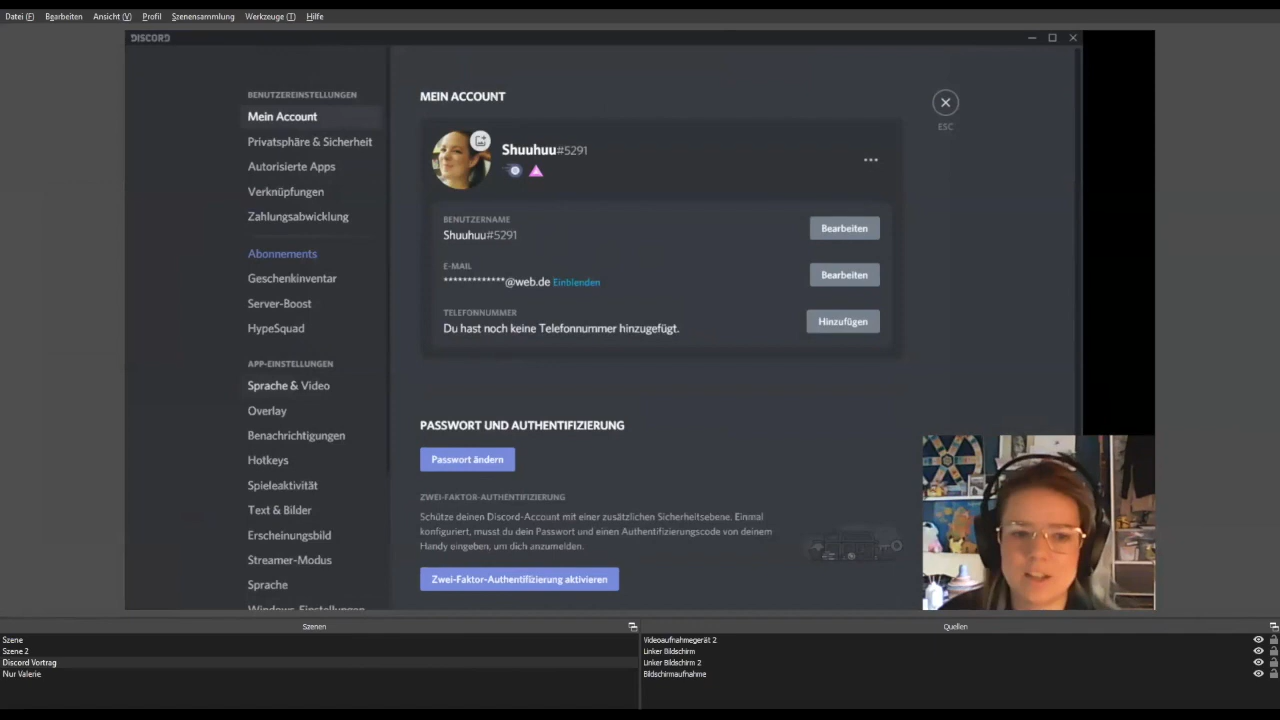 Datei (F) Bearbeiten Ansicht (V) Profil Szenensammlung Werkzeuge (T) Hilfe
DISCORD
BENUTZEREINSTELLUNGEN
Mein Account
Privatsphäre & Sicherheit
Autorisierte Apps
Verknüpfungen
Zahlungsabwicklung
Abonnements
Geschenkinventar
Server-Boost
HypeSquad
APP-EINSTELLUNGEN
Sprache & Video
Overlay
Benachrichtigungen
Hotkeys
Spieleaktivität
Text & Bilder
Erscheinungsbild
Streamer-Modus
Sprache
Windows-Einstellungen
MEIN ACCOUNT
ESC
Shuuhuu#5291
BENUTZERNAME
Shuuhuu#5291
Bearbeiten
E-MAIL
*************@web.de Einblenden
Bearbeiten
TELEFONNUMMER
Du hast noch keine Telefonnummer hinzugefügt.
Hinzufügen
PASSWORT UND AUTHENTIFIZIERUNG
Passwort ändern
ZWEI-FAKTOR-AUTHENTIFIZIERUNG
Schütze deinen Discord-Account mit einer zusätzlichen Sicherheitsebene. Einmal
konfiguriert, musst du dein Passwort und einen Authentifizierungscode von deinem
Handy eingeben, um dich anzumelden.
Zwei-Faktor-Authentifizierung aktivieren
Szenen
Szene
Szene 2
Discord Vortrag
Nur Valerie
Quellen
Videoaufnahmegerät 2
Linker Bildschirm
Linker Bildschirm 2
Bildschirmaufnahme